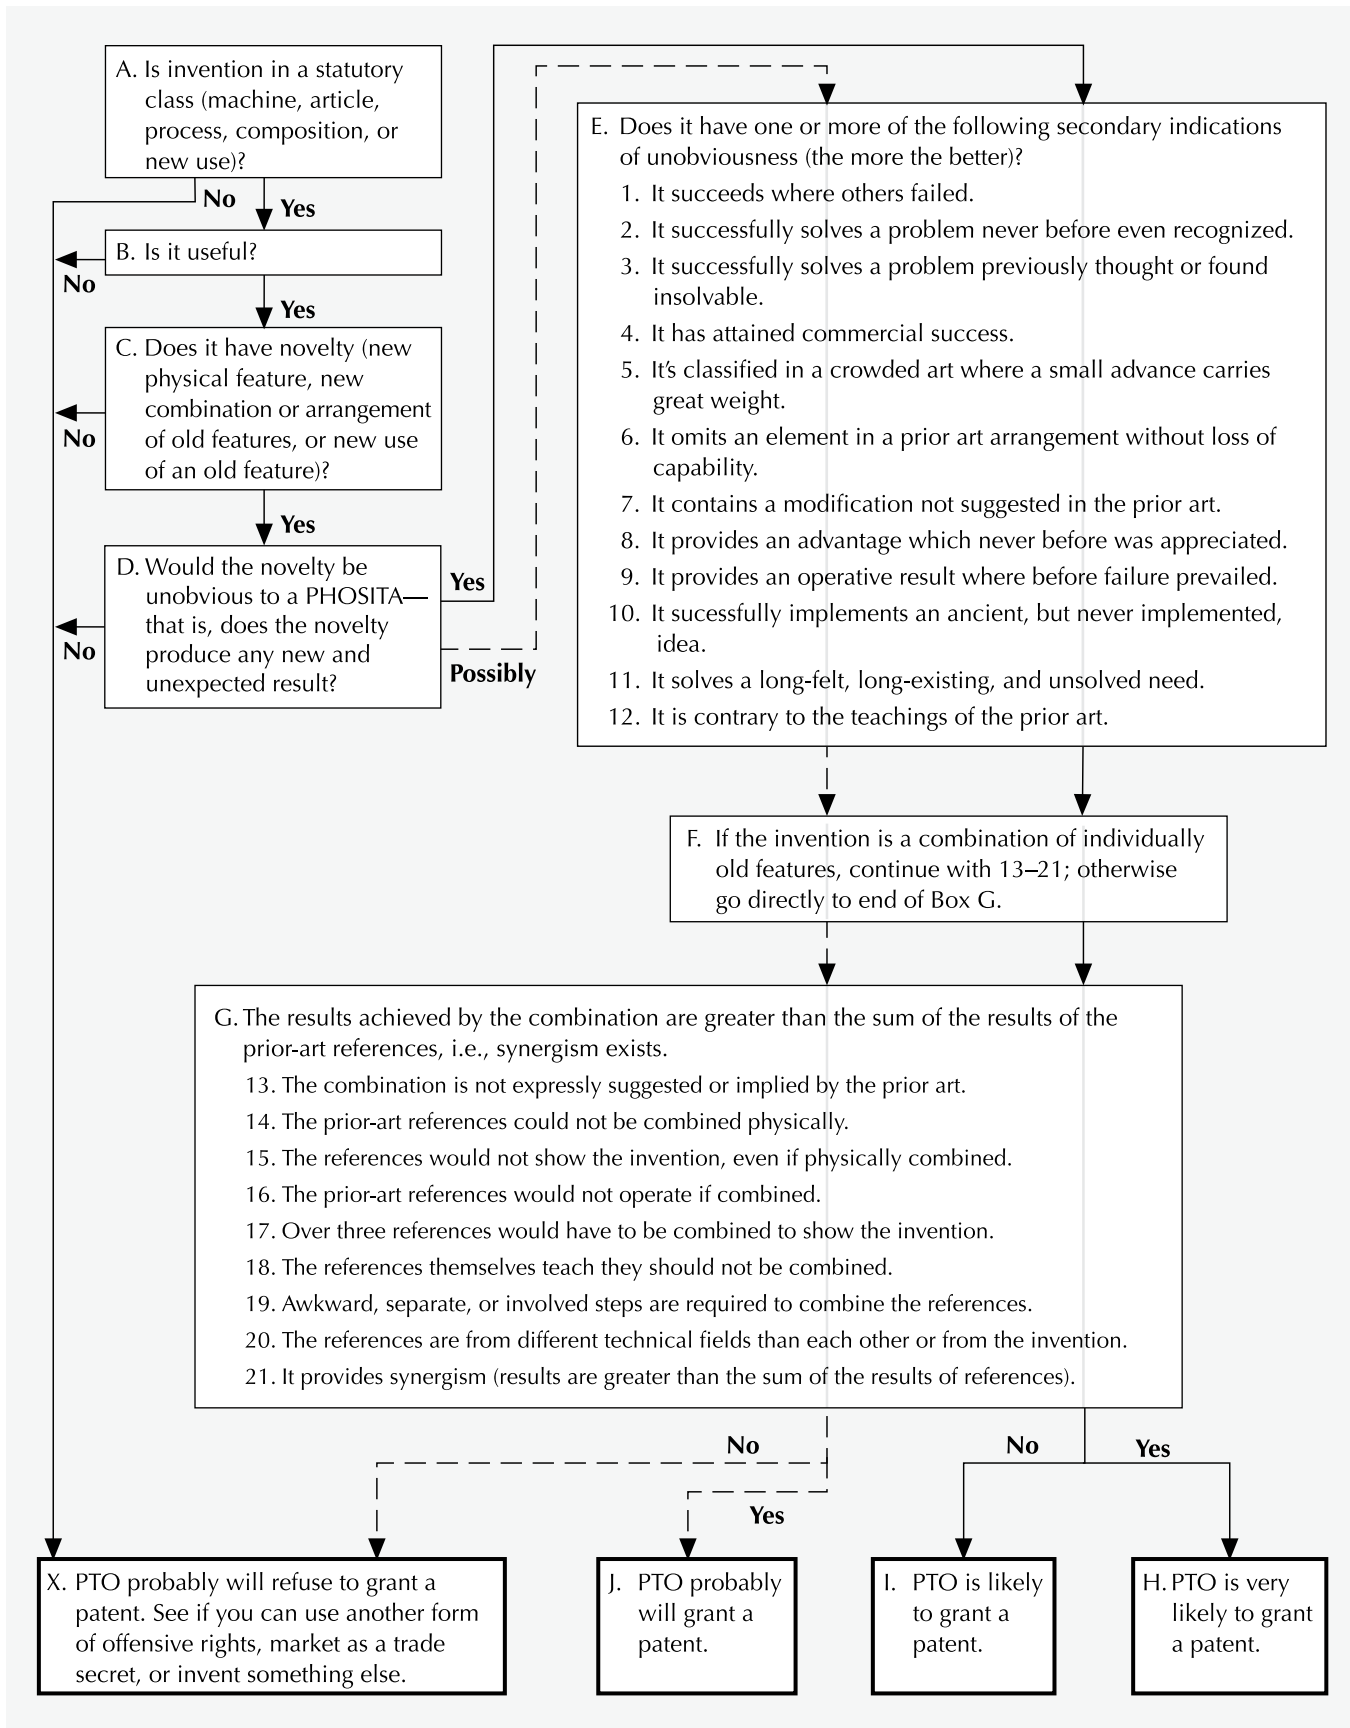 A. Is invention in a statutory
class (machine, article,
process, composition, or
new use)?
No
Yes
B. Is it useful?
No
Yes
C. Does it have novelty (new
physical feature, new
combination or arrangement
of old features, or new use
of an old feature)?
No
Yes
D. Would the novelty be
unobvious to a PHOSITA—
that is, does the novelty
produce any new and
unexpected result?
No
Yes
Possibly
E. Does it have one or more of the following secondary indications
of unobviousness (the more the better)?
1. It succeeds where others failed.
2. It successfully solves a problem never before even recognized.
3. It successfully solves a problem previously thought or found
insolvable.
4. It has attained commercial success.
5. It's classified in a crowded art where a small advance carries
great weight.
6. It omits an element in a prior art arrangement without loss of
capability.
7. It contains a modification not suggested in the prior art.
8. It provides an advantage which never before was appreciated.
9. It provides an operative result where before failure prevailed.
10. It sucessfully implements an ancient, but never implemented,
idea.
11. It solves a long-felt, long-existing, and unsolved need.
12. It is contrary to the teachings of the prior art.
F. If the invention is a combination of individually
old features, continue with 13–21; otherwise
go directly to end of Box G.
G. The results achieved by the combination are greater than the sum of the results of the
prior-art references, i.e., synergism exists.
13. The combination is not expressly suggested or implied by the prior art.
14. The prior-art references could not be combined physically.
15. The references would not show the invention, even if physically combined.
16. The prior-art references would not operate if combined.
17. Over three references would have to be combined to show the invention.
18. The references themselves teach they should not be combined.
19. Awkward, separate, or involved steps are required to combine the references.
20. The references are from different technical fields than each other or from the invention.
21. It provides synergism (results are greater than the sum of the results of references).
No
Yes
No
Yes
X. PTO probably will refuse to grant a
patent. See if you can use another form
of offensive rights, market as a trade
secret, or invent something else.
J. PTO probably
will grant a
patent.
I. PTO is likely
to grant a
patent.
H. PTO is very
likely to grant
a patent.